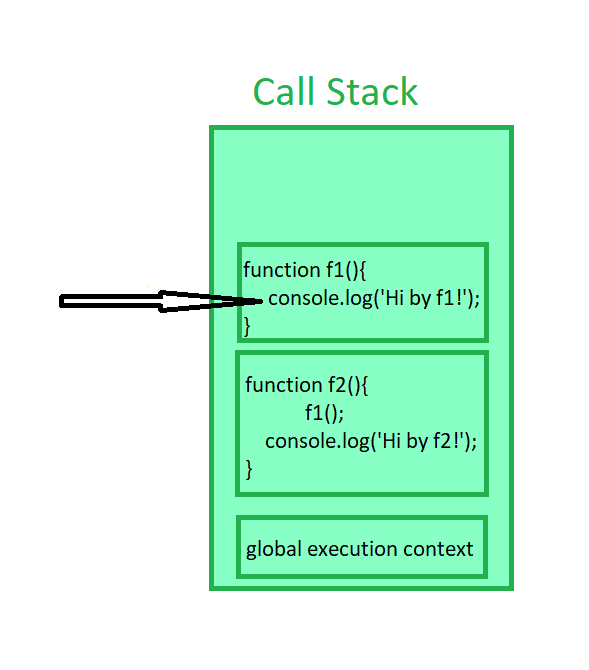 Call Stack
function f1(){
console.log('Hi by f1!');
}
function f2(){
f1();
console.log('Hi by f2!');
}
global execution context